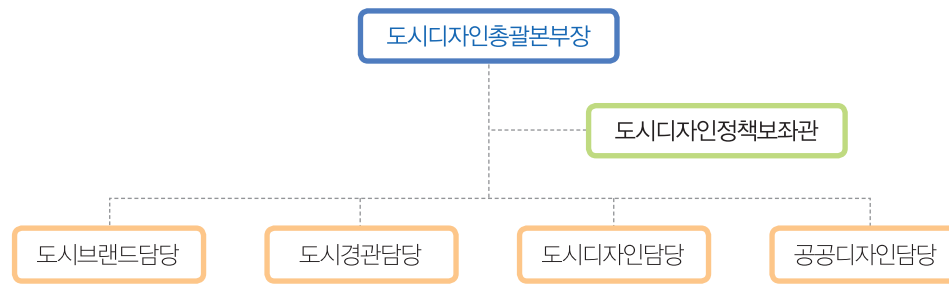 도시디자인총괄본부장
도시디자인정책보좌관
도시브랜드담당
도시경관담당
도시디자인담당
공공디자인담당